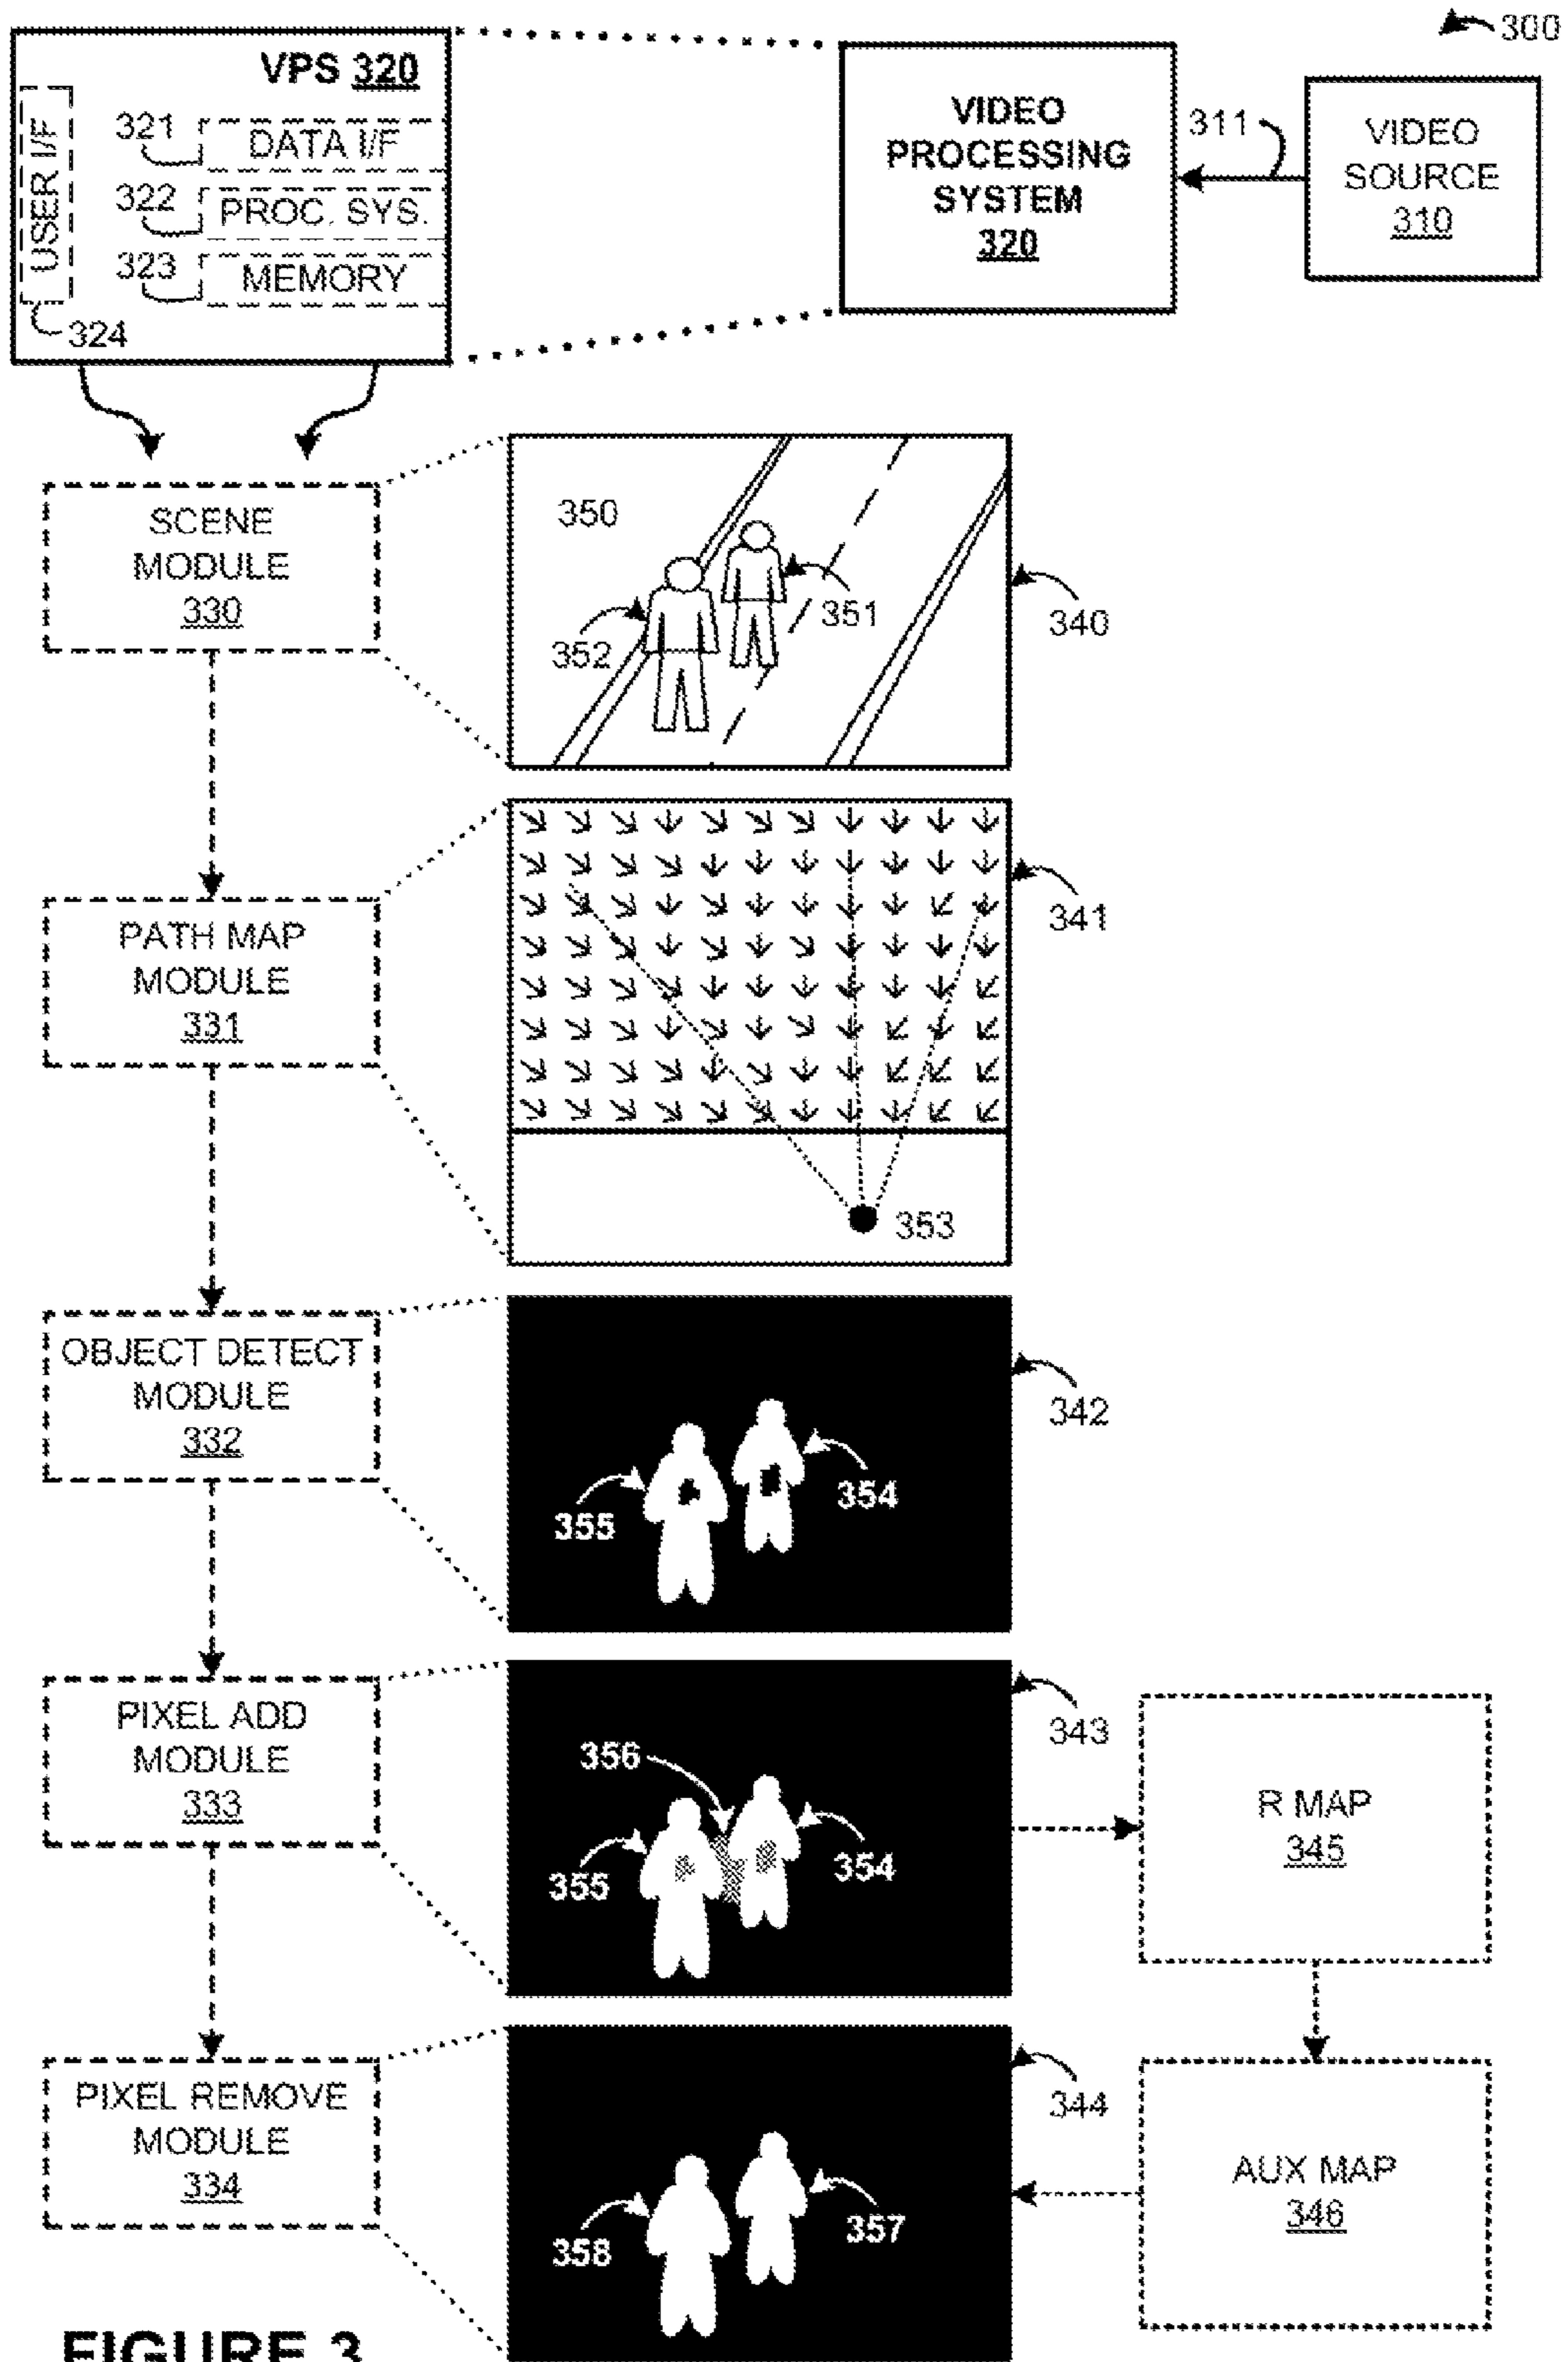 300
VPS 320
USER I/F
321
DATA I/F
322
PROC. SYS.
323
MEMORY
324
VIDEO
PROCESSING
SYSTEM
320
311
VIDEO
SOURCE
310
SCENE
MODULE
330
350
351
352
340
PATH MAP
MODULE
331
341
353
OBJECT DETECT
MODULE
332
342
354
355
PIXEL ADD
MODULE
333
343
356
354
355
R MAP
345
PIXEL REMOVE
MODULE
334
344
357
358
AUX MAP
346
FIGURE 3